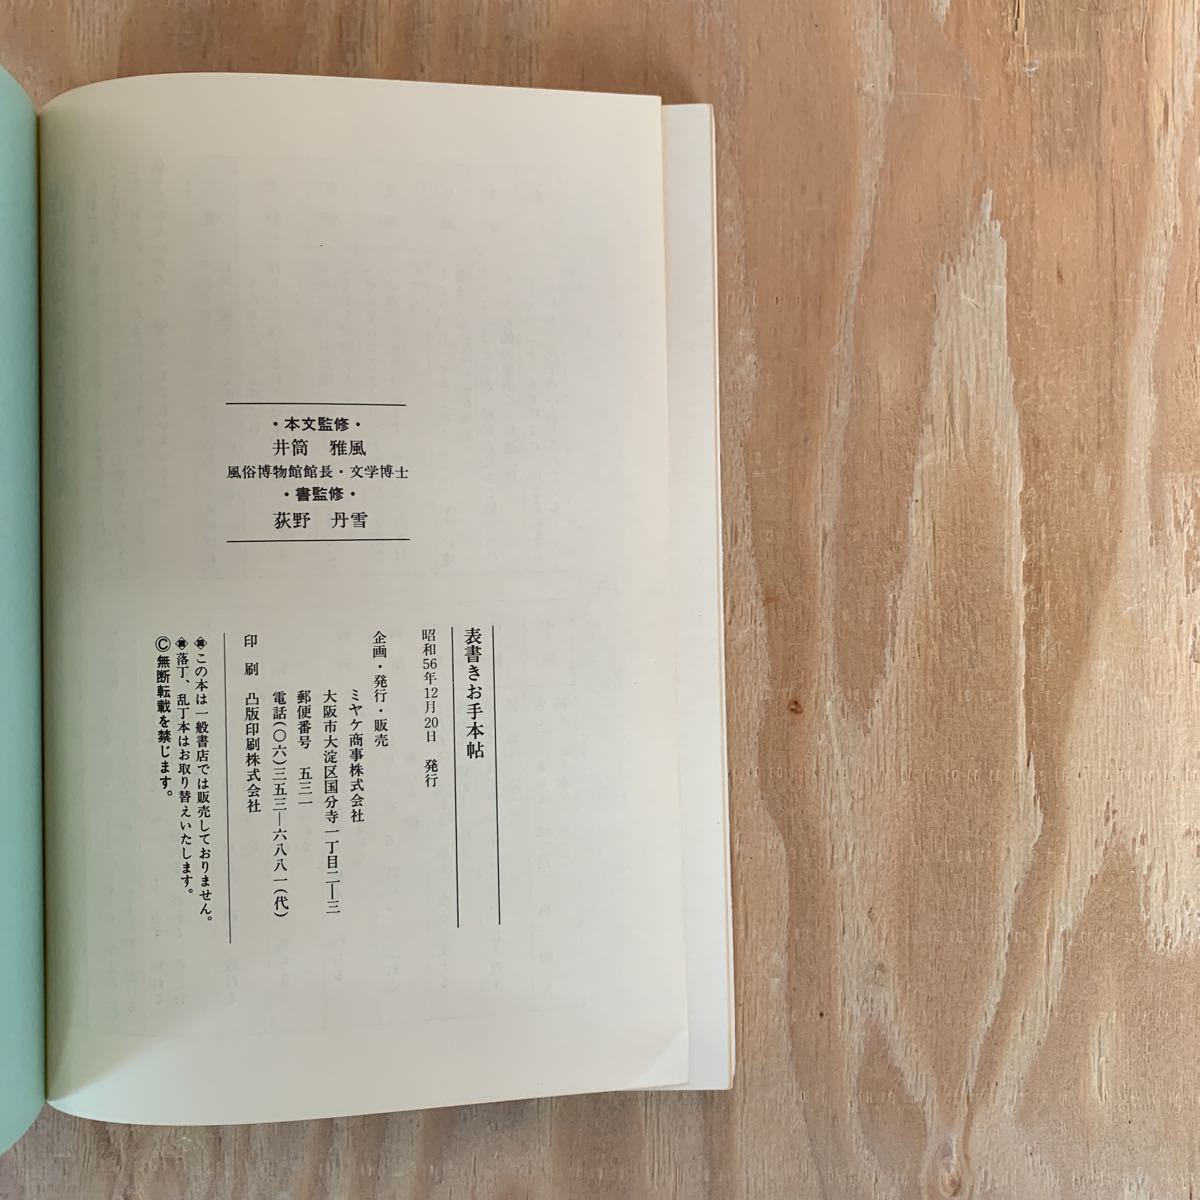 ・本文監修・
井筒　雅風
風俗博物館館長・文学博士
・書監修・
荻野　丹雪
表書きお手本帖
昭和56年12月20日　発行
企画・発行・販売
ミヤケ商事株式会社
大阪市大淀区国分寺一丁目二―三
郵便番号　五三一
電話(〇六)三五三―六八八一(代)
印　刷　凸版印刷株式会社
この本は一般書店では販売しておりません。
落丁、乱丁本はお取り替えいたします。
Ⓒ無断転載を禁じます。